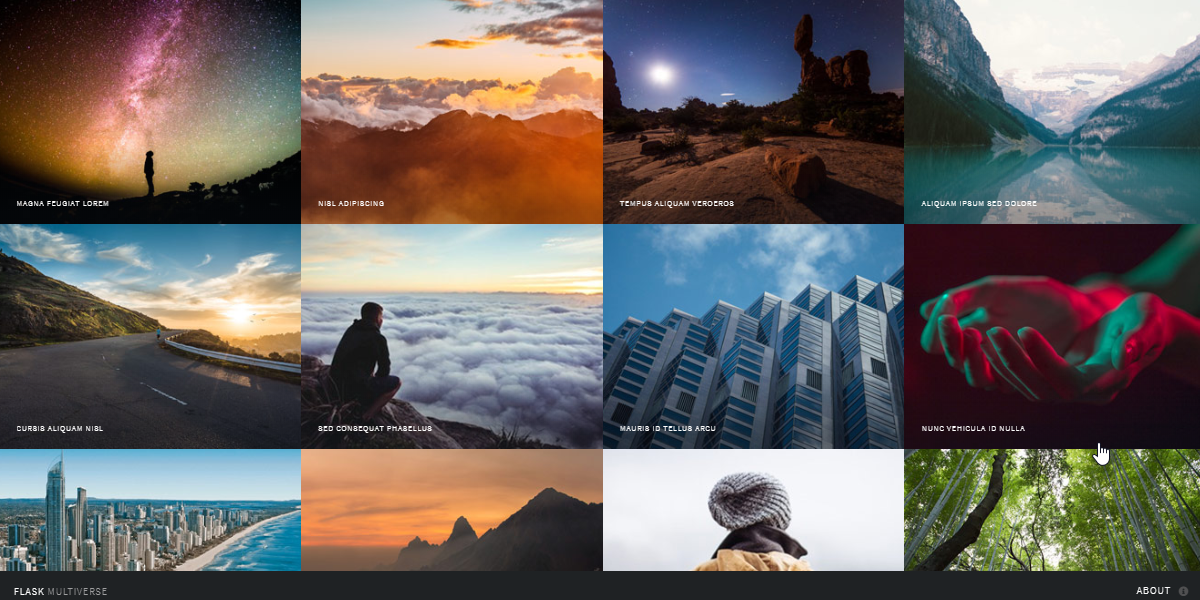 MAGNA FEUGIAT LOREM
NISL ADIPISCING
TEMPUS ALIQUAM VEROEROS
ALIQUAM IPSUM SED DOLORE
CURSIS ALIQUAM NISL
SED CONSEQUAT PHASELLUS
MAURIS ID TELLUS ARCU
NUNC VEHICULA ID NULLA
FLASK MULTIVERSE
ABOUT